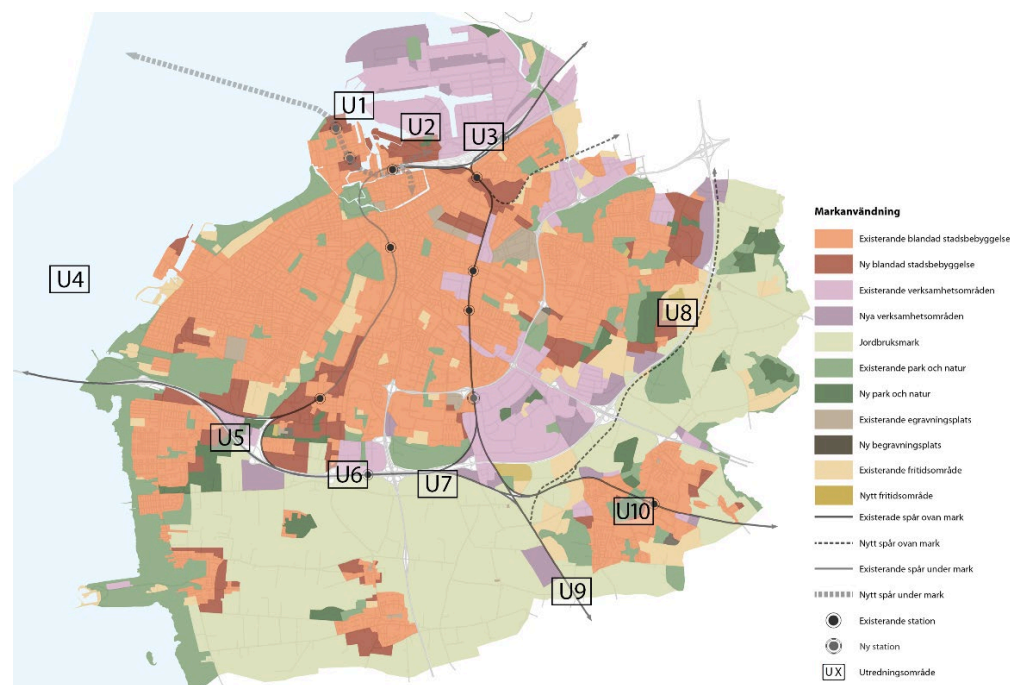 U1
U2
U3
U4
U8
U5
U6
U7
U10
U9
Markanvändning
Existerande blandad stadsbebyggelse
Ny blandad stadsbebyggelse
Existerande verksamhetsområden
Nya verksamhetsområden
Jordbruksmark
Existerande park och natur
Ny park och natur
Existerande egravningsplats
Ny begravningsplats
Existerande fritidsområde
Nytt fritidsområde
Existerade spår ovan mark
Nytt spår ovan mark
Existerande spår under mark
Nytt spår under mark
Existerande station
Ny station
UX Utredningsområde